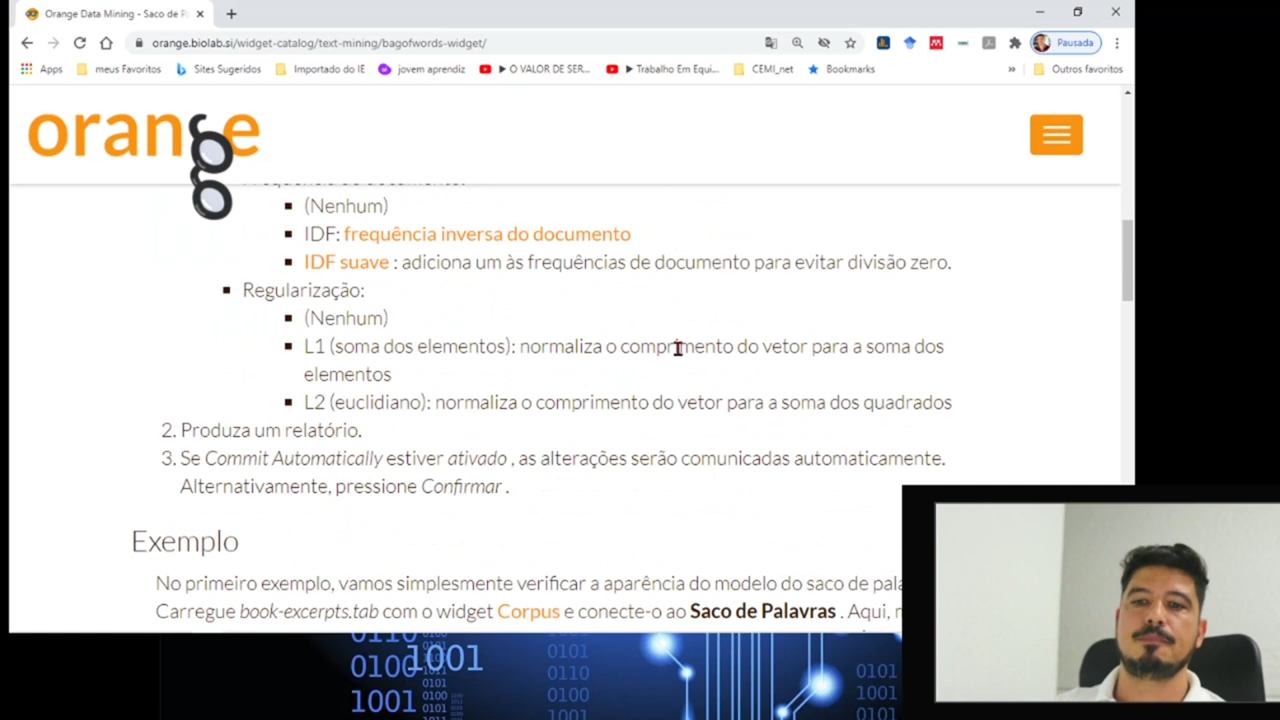 Orange Data Mining - Saco de P
orange.biolab.si/widget-catalog/text-mining/bagofwords-widget/
Pausada
Apps
meus Favoritos
Sites Sugeridos
Importado do IE
jovem aprendiz
O VALOR DE SER...
Trabalho Em Equi...
CEMI_net
Bookmarks
»
Outros favoritos
orange
(Nenhum)
IDF: frequência inversa do documento
IDF suave : adiciona um às frequências de documento para evitar divisão zero.
Regularização:
(Nenhum)
L1 (soma dos elementos): normaliza o comprimento do vetor para a soma dos
elementos
L2 (euclidiano): normaliza o comprimento do vetor para a soma dos quadrados
2. Produza um relatório.
3. Se Commit Automatically estiver ativado , as alterações serão comunicadas automaticamente.
Alternativamente, pressione Confirmar .
Exemplo
No primeiro exemplo, vamos simplesmente verificar a aparência do modelo do saco de pala
Carregue book-excerpts.tab com o widget Corpus e conecte-o ao Saco de Palavras . Aqui,